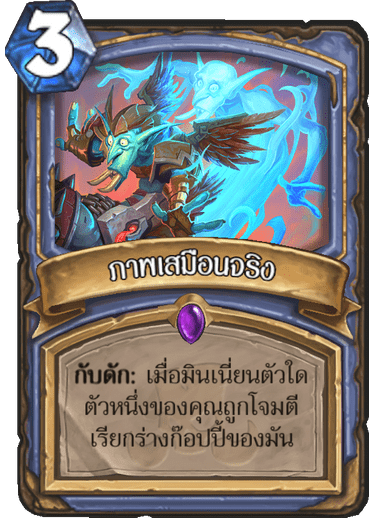 3
ภาพเสมือนจริง
กับดัก: เมื่อมินเนี่ยนตัวใด
ตัวหนึ่งของคุณถูกโจมตี
เรียกร่างก๊อปปี้ของมัน